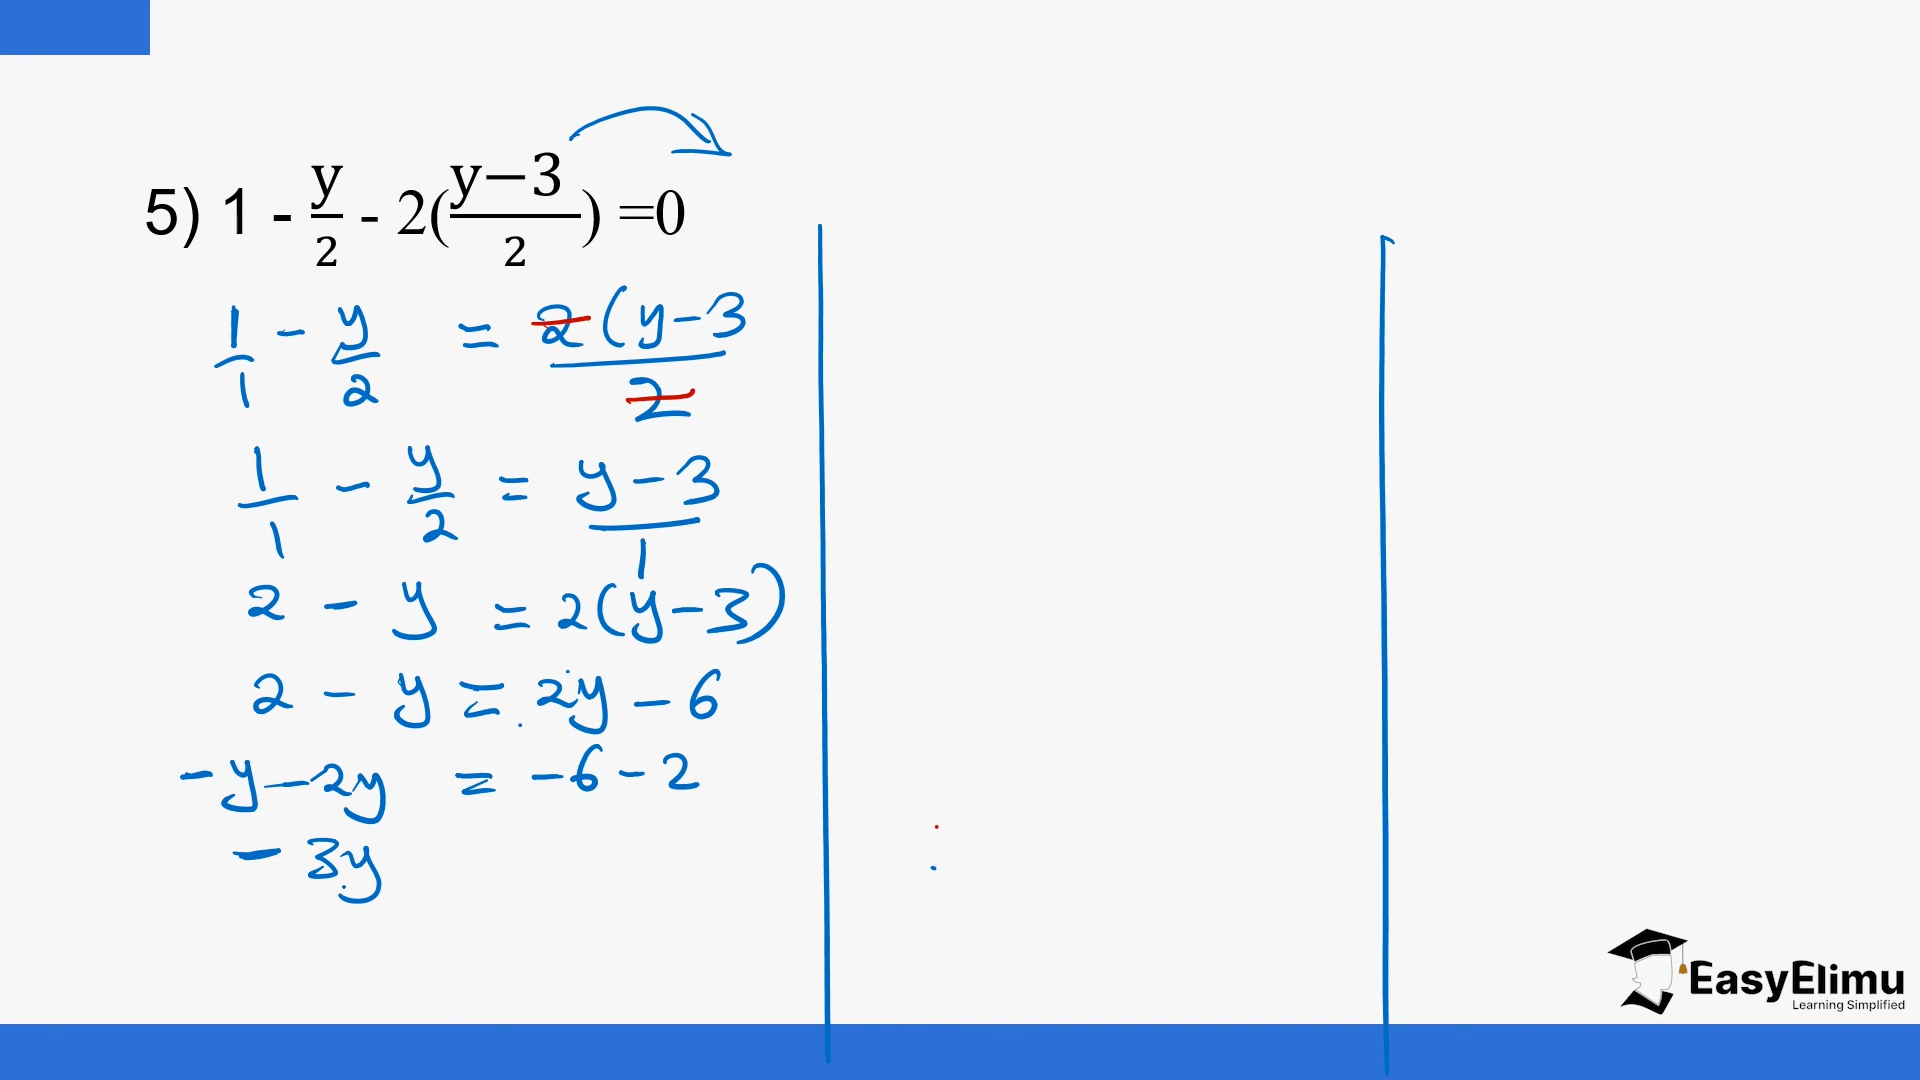 5) 1 - y/2 - 2(y−3/2) =0
1/1 - y/2 = 2(y-3/2
1/1 - y/2 = y-3/1
2 - y = 2(y-3)
2 - y = 2y - 6
-y-2y = -6-2
- 3y
EasyElimu
Learning Simplified